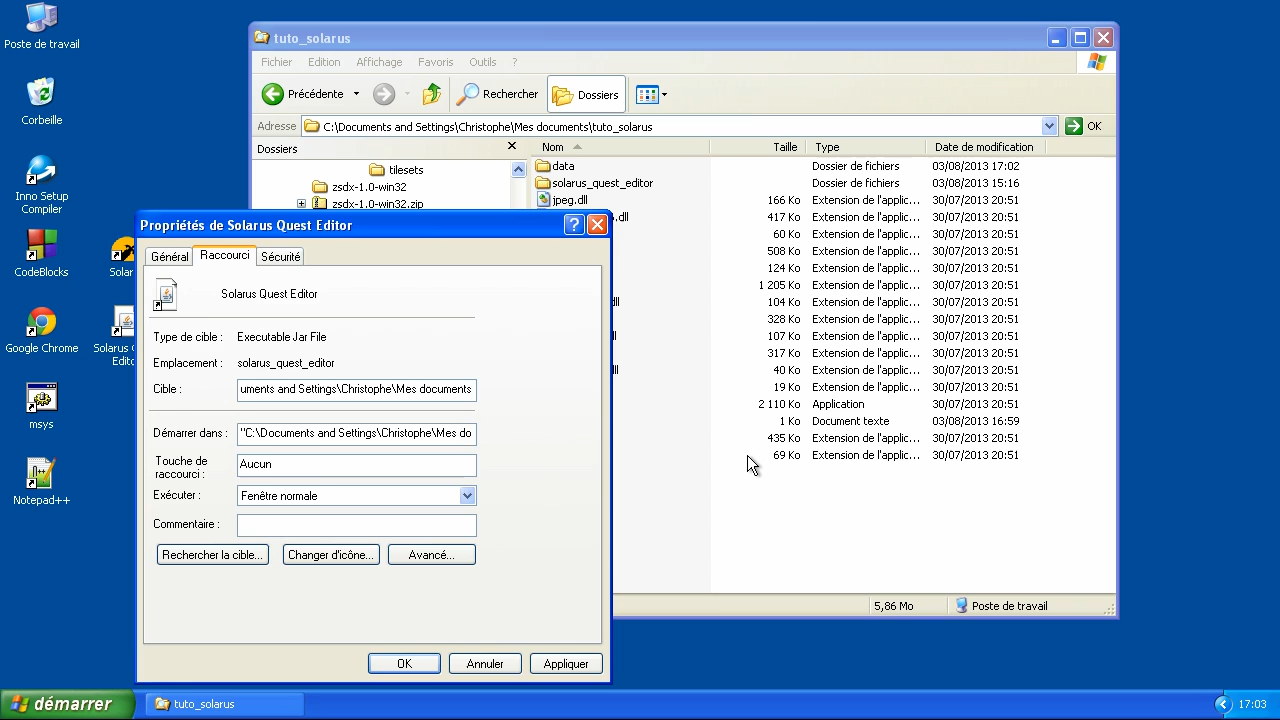 Poste de travail
Corbeille
Inno Setup
Compiler
CodeBlocks
Google Chrome
msys
Notepad++
Solar
Solarus Q
Edito
tuto_solarus
Fichier Edition Affichage Favoris Outils ?
Précédente Rechercher Dossiers
Adresse C:\Documents and Settings\Christophe\Mes documents\tuto_solarus OK
Dossiers
tilesets
zsdx-1.0-win32
zsdx-1.0-win32.zip
Nom Taille Type Date de modification
data Dossier de fichiers 03/08/2013 17:02
solarus_quest_editor Dossier de fichiers 03/08/2013 15:16
jpeg.dll 166 Ko Extension de l'applic... 30/07/2013 20:51
.dll 417 Ko Extension de l'applic... 30/07/2013 20:51
60 Ko Extension de l'applic... 30/07/2013 20:51
508 Ko Extension de l'applic... 30/07/2013 20:51
124 Ko Extension de l'applic... 30/07/2013 20:51
1 205 Ko Extension de l'applic... 30/07/2013 20:51
dll 104 Ko Extension de l'applic... 30/07/2013 20:51
328 Ko Extension de l'applic... 30/07/2013 20:51
107 Ko Extension de l'applic... 30/07/2013 20:51
317 Ko Extension de l'applic... 30/07/2013 20:51
40 Ko Extension de l'applic... 30/07/2013 20:51
19 Ko Extension de l'applic... 30/07/2013 20:51
2 110 Ko Application 30/07/2013 20:51
1 Ko Document texte 03/08/2013 16:59
435 Ko Extension de l'applic... 30/07/2013 20:51
69 Ko Extension de l'applic... 30/07/2013 20:51
5,86 Mo Poste de travail
Propriétés de Solarus Quest Editor
Général Raccourci Sécurité
Solarus Quest Editor
Type de cible : Executable Jar File
Emplacement : solarus_quest_editor
Cible : uments and Settings\Christophe\Mes documents
Démarrer dans : "C:\Documents and Settings\Christophe\Mes do
Touche de
raccourci : Aucun
Exécuter : Fenêtre normale
Commentaire :
Rechercher la cible... Changer d'icône... Avancé...
OK Annuler Appliquer
démarrer tuto_solarus 17:03